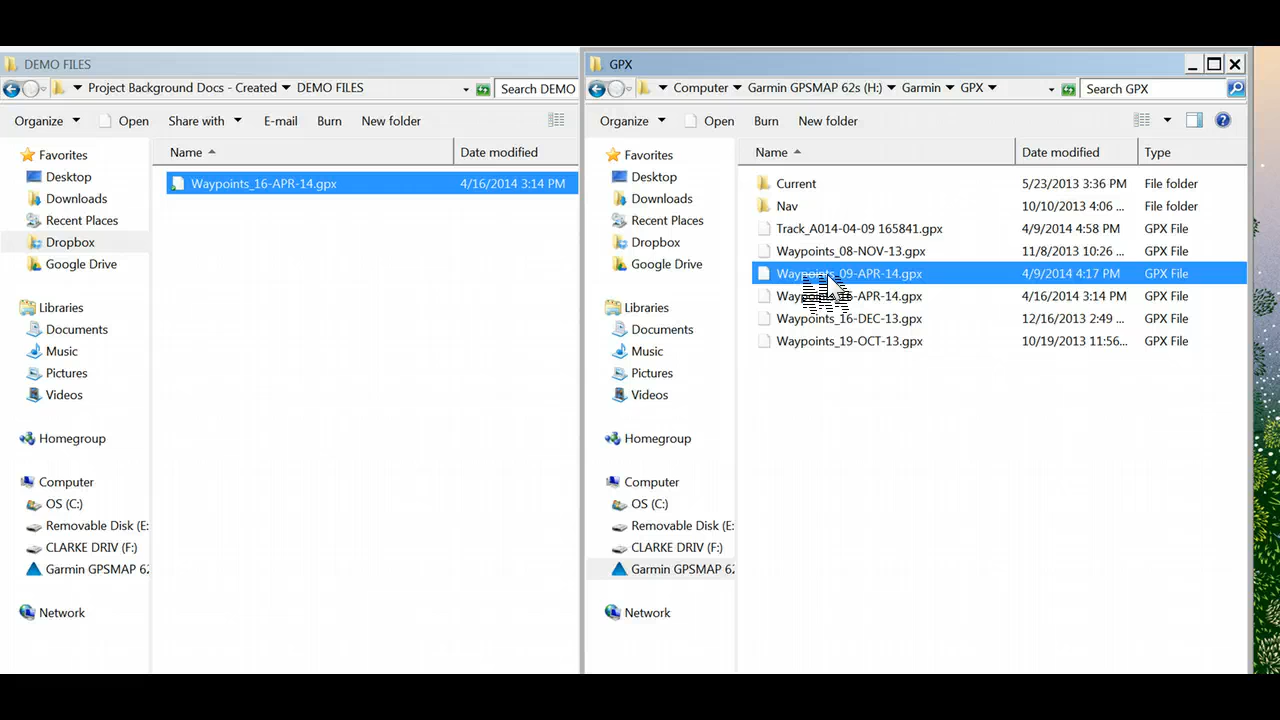 DEMO FILES
Project Background Docs - Created DEMO FILES
Search DEMO
Organize Open Share with E-mail Burn New folder
Name Date modified
Favorites
Desktop
Downloads
Recent Places
Dropbox
Google Drive
Libraries
Documents
Music
Pictures
Videos
Homegroup
Computer
OS (C:)
Removable Disk (E:
CLARKE DRIV (F:)
Garmin GPSMAP 62
Network
Waypoints_16-APR-14.gpx 4/16/2014 3:14 PM
GPX
Computer Garmin GPSMAP 62s (H:) Garmin GPX
Search GPX
Organize Open Burn New folder
Name Date modified Type
Favorites
Desktop
Downloads
Recent Places
Dropbox
Google Drive
Libraries
Documents
Music
Pictures
Videos
Homegroup
Computer
OS (C:)
Removable Disk (E:
CLARKE DRIV (F:)
Garmin GPSMAP 62
Network
Current 5/23/2013 3:36 PM File folder
Nav 10/10/2013 4:06 ... File folder
Track_A014-04-09 165841.gpx 4/9/2014 4:58 PM GPX File
Waypoints_08-NOV-13.gpx 11/8/2013 10:26 ... GPX File
Waypoints_09-APR-14.gpx 4/9/2014 4:17 PM GPX File
Waypoints_16-APR-14.gpx 4/16/2014 3:14 PM GPX File
Waypoints_16-DEC-13.gpx 12/16/2013 2:49 ... GPX File
Waypoints_19-OCT-13.gpx 10/19/2013 11:56... GPX File